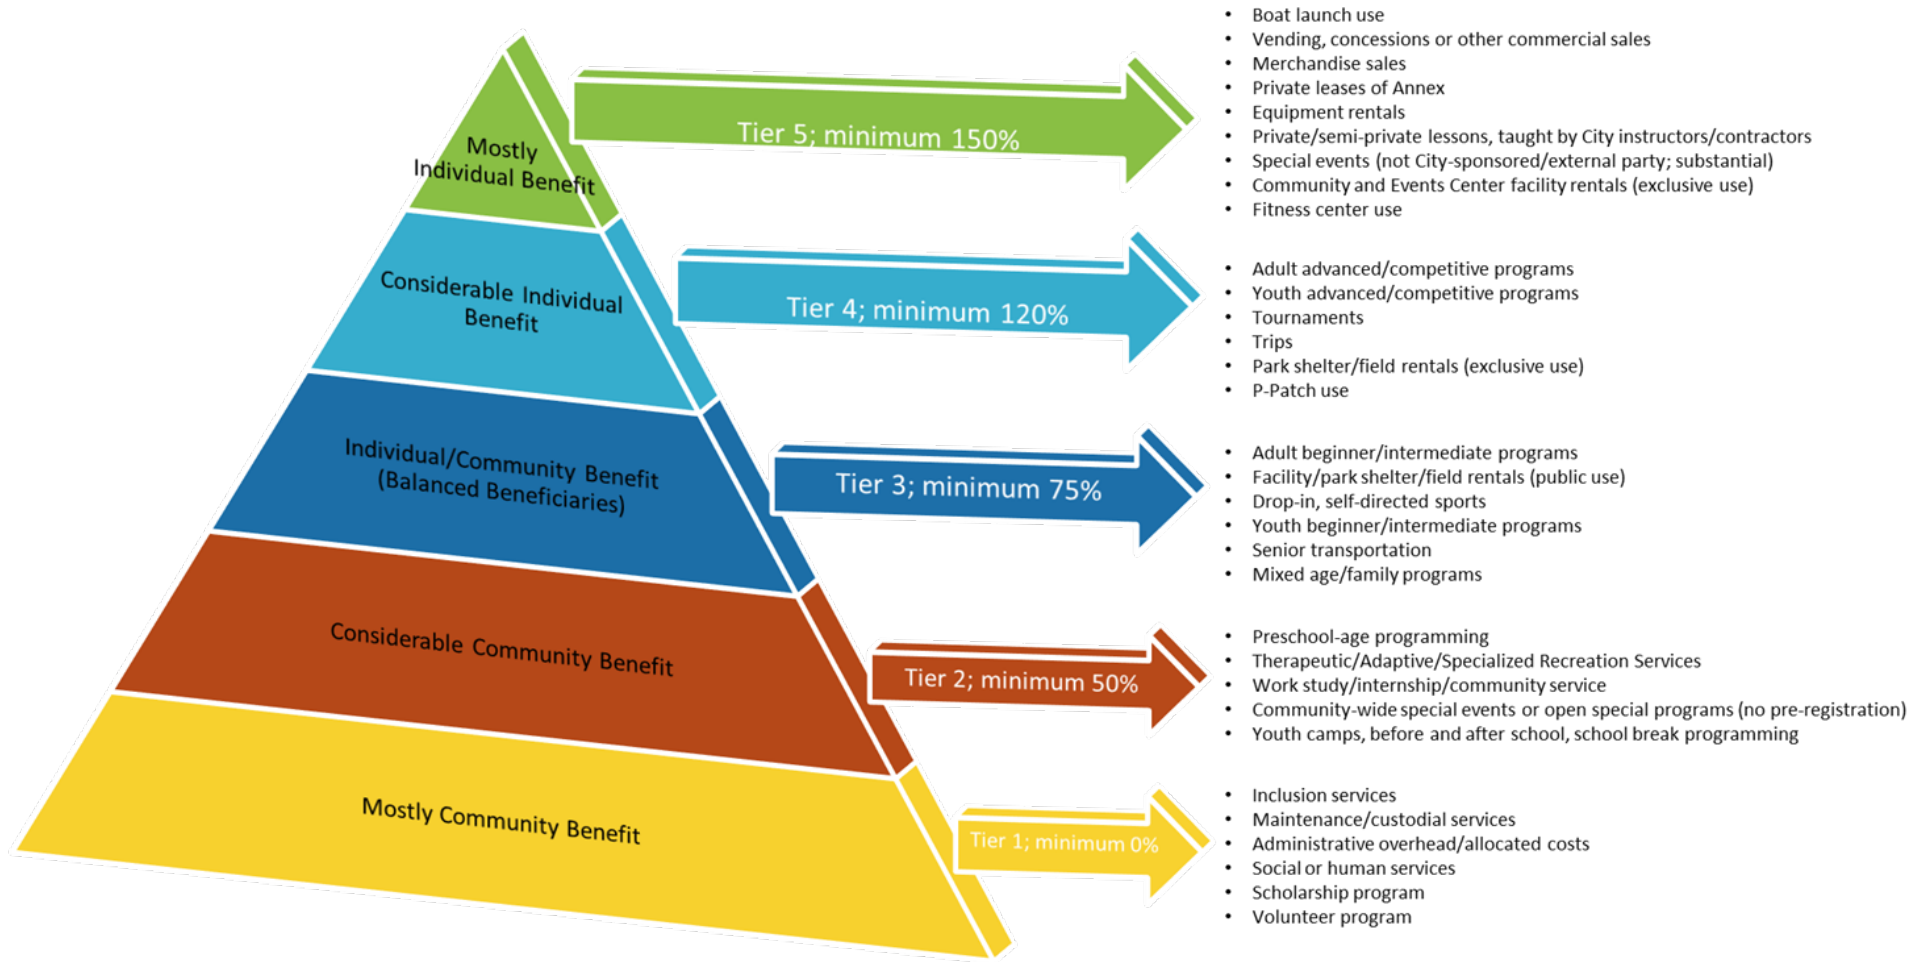 Mostly
Individual Benefit
Tier 5; minimum 150%
• Boat launch use
• Vending, concessions or other commercial sales
• Merchandise sales
• Private leases of Annex
• Equipment rentals
• Private/semi-private lessons, taught by City instructors/contractors
• Special events (not City-sponsored/external party; substantial)
• Community and Events Center facility rentals (exclusive use)
• Fitness center use
Considerable Individual
Benefit
Tier 4; minimum 120%
• Adult advanced/competitive programs
• Youth advanced/competitive programs
• Tournaments
• Trips
• Park shelter/field rentals (exclusive use)
• P-Patch use
Individual/Community Benefit
(Balanced Beneficiaries)
Tier 3; minimum 75%
• Adult beginner/intermediate programs
• Facility/park shelter/field rentals (public use)
• Drop-in, self-directed sports
• Youth beginner/intermediate programs
• Senior transportation
• Mixed age/family programs
Considerable Community Benefit
Tier 2; minimum 50%
• Preschool-age programming
• Therapeutic/Adaptive/Specialized Recreation Services
• Work study/internship/community service
• Community-wide special events or open special programs (no pre-registration)
• Youth camps, before and after school, school break programming
Mostly Community Benefit
Tier 1; minimum 0%
• Inclusion services
• Maintenance/custodial services
• Administrative overhead/allocated costs
• Social or human services
• Scholarship program
• Volunteer program